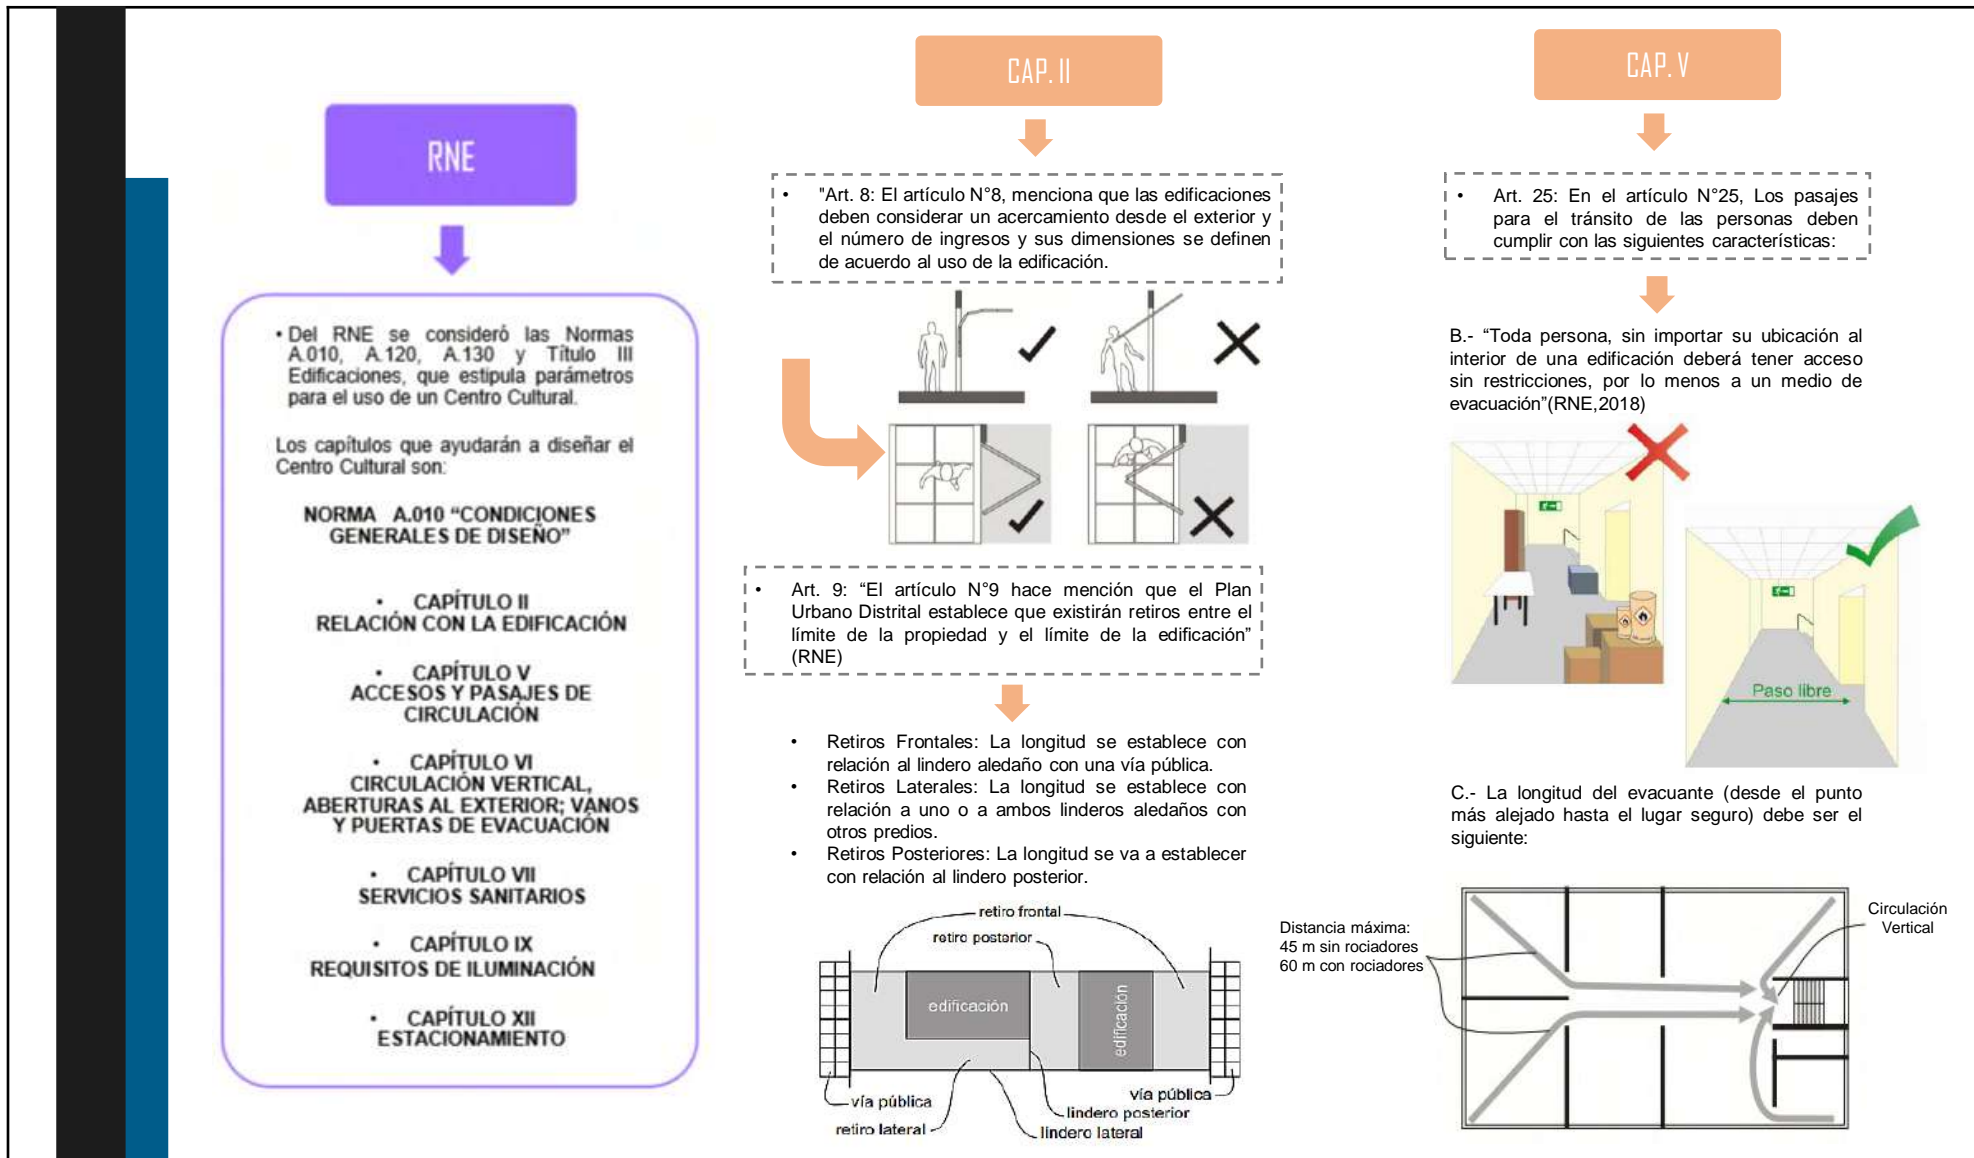 RNE
• Del RNE se consideró las Normas
A.010, A.120, A.130 y Título III
Edificaciones, que estipula parámetros
para el uso de un Centro Cultural.
Los capítulos que ayudarán a diseñar el
Centro Cultural son:
NORMA A.010 “CONDICIONES
GENERALES DE DISEÑO”
• CAPÍTULO II
RELACIÓN CON LA EDIFICACIÓN
• CAPÍTULO V
ACCESOS Y PASAJES DE
CIRCULACIÓN
• CAPÍTULO VI
CIRCULACIÓN VERTICAL,
ABERTURAS AL EXTERIOR; VANOS
Y PUERTAS DE EVACUACIÓN
• CAPÍTULO VII
SERVICIOS SANITARIOS
• CAPÍTULO IX
REQUISITOS DE ILUMINACIÓN
• CAPÍTULO XII
ESTACIONAMIENTO
CAP. II
• "Art. 8: El artículo N°8, menciona que las edificaciones
deben considerar un acercamiento desde el exterior y
el número de ingresos y sus dimensiones se definen
de acuerdo al uso de la edificación.
• Art. 9: “El artículo N°9 hace mención que el Plan
Urbano Distrital establece que existirán retiros entre el
límite de la propiedad y el límite de la edificación”
(RNE)
• Retiros Frontales: La longitud se establece con
relación al lindero aledaño con una vía pública.
• Retiros Laterales: La longitud se establece con
relación a uno o a ambos linderos aledaños con
otros predios.
• Retiros Posteriores: La longitud se va a establecer
con relación al lindero posterior.
retiro frontal
retiro posterior
edificación
edificación
vía pública
vía pública
lindero posterior
retiro lateral
lindero lateral
CAP. V
• Art. 25: En el artículo N°25, Los pasajes
para el tránsito de las personas deben
cumplir con las siguientes características:
B.- “Toda persona, sin importar su ubicación al
interior de una edificación deberá tener acceso
sin restricciones, por lo menos a un medio de
evacuación”(RNE,2018)
Paso libre
C.- La longitud del evacuante (desde el punto
más alejado hasta el lugar seguro) debe ser el
siguiente:
Distancia máxima:
45 m sin rociadores
60 m con rociadores
Circulación
Vertical